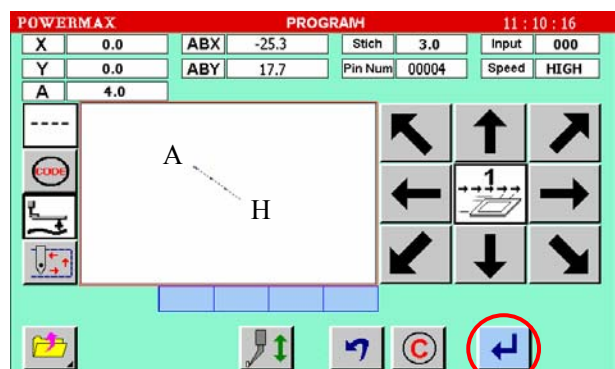 POWERMAX PROGRAM/H 11 : 10 : 16
X 0.0 ABX -25.3 Stich 3.0 Input 000
Y 0.0 ABY 17.7 Pin Num 00004 Speed HIGH
A 4.0
A
H
CODE
1
C